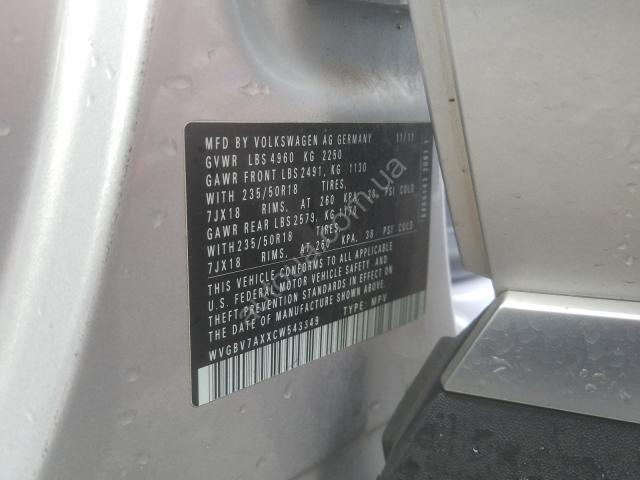 MFD BY VOLKSWAGEN AG GERMANY 11/11
GVWR LBS 4960 KG 2250
GAWR FRONT LBS 2491, KG 1130
WITH 235/50R18 TIRES,
7JX18 RIMS, AT 260 KPA, 38 PSI COLD
GAWR REAR LBS 2579, KG 1170
WITH 235/50R18 TIRES
7JX18 RIMS, AT 260 KPA, 38 PSI COLD
THIS VEHICLE CONFORMS TO ALL APPLICABLE
U.S. FEDERAL MOTOR VEHICLE SAFETY AND
THEFT PREVENTION STANDARDS IN EFFECT ON
THE DATE OF MANUFACTURE SHOWN ABOVE.
WVGBV7AXXCW543349 TYPE: MPV